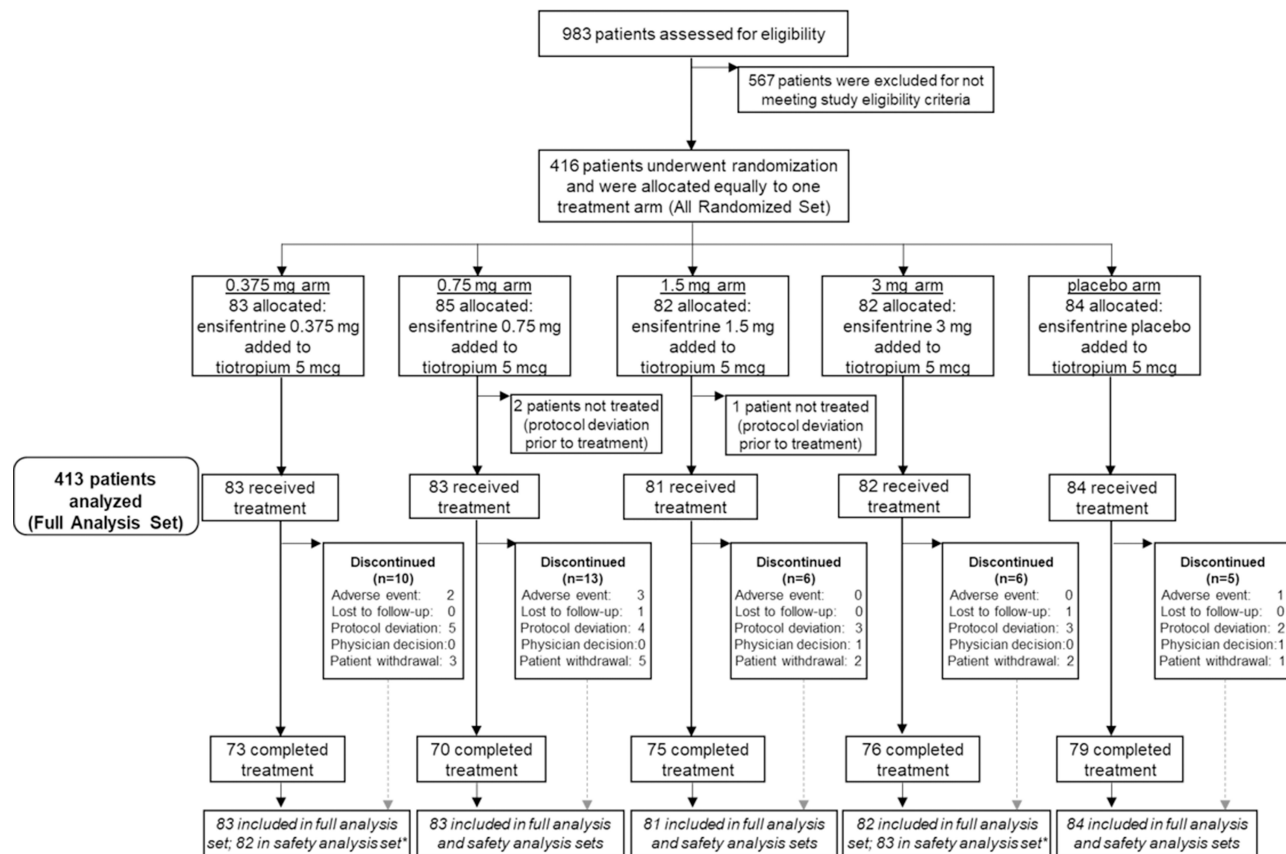 983 patients assessed for eligibility
567 patients were excluded for not
meeting study eligibility criteria
416 patients underwent randomization
and were allocated equally to one
treatment arm (All Randomized Set)
0.375 mg arm
83 allocated:
ensifentrine 0.375 mg
added to
tiotropium 5 mcg
0.75 mg arm
85 allocated:
ensifentrine 0.75 mg
added to
tiotropium 5 mcg
1.5 mg arm
82 allocated:
ensifentrine 1.5 mg
added to
tiotropium 5 mcg
3 mg arm
82 allocated:
ensifentrine 3 mg
added to
tiotropium 5 mcg
placebo arm
84 allocated:
ensifentrine placebo
added to
tiotropium 5 mcg
2 patients not treated
(protocol deviation
prior to treatment)
1 patient not treated
(protocol deviation
prior to treatment)
413 patients
analyzed
(Full Analysis Set)
83 received
treatment
83 received
treatment
81 received
treatment
82 received
treatment
84 received
treatment
Discontinued
(n=10)
Adverse event: 2
Lost to follow-up: 0
Protocol deviation: 5
Physician decision:0
Patient withdrawal: 3
Discontinued
(n=13)
Adverse event: 3
Lost to follow-up: 1
Protocol deviation: 4
Physician decision:0
Patient withdrawal: 5
Discontinued
(n=6)
Adverse event: 0
Lost to follow-up: 0
Protocol deviation: 3
Physician decision: 1
Patient withdrawal: 2
Discontinued
(n=6)
Adverse event: 0
Lost to follow-up: 1
Protocol deviation: 3
Physician decision: 0
Patient withdrawal: 2
Discontinued
(n=5)
Adverse event: 1
Lost to follow-up: 0
Protocol deviation: 2
Physician decision: 1
Patient withdrawal: 1
73 completed
treatment
70 completed
treatment
75 completed
treatment
76 completed
treatment
79 completed
treatment
83 included in full analysis
set; 82 in safety analysis set*
83 included in full analysis
and safety analysis sets
81 included in full analysis
and safety analysis sets
82 included in full analysis
set; 83 in safety analysis set*
84 included in full analysis
and safety analysis sets